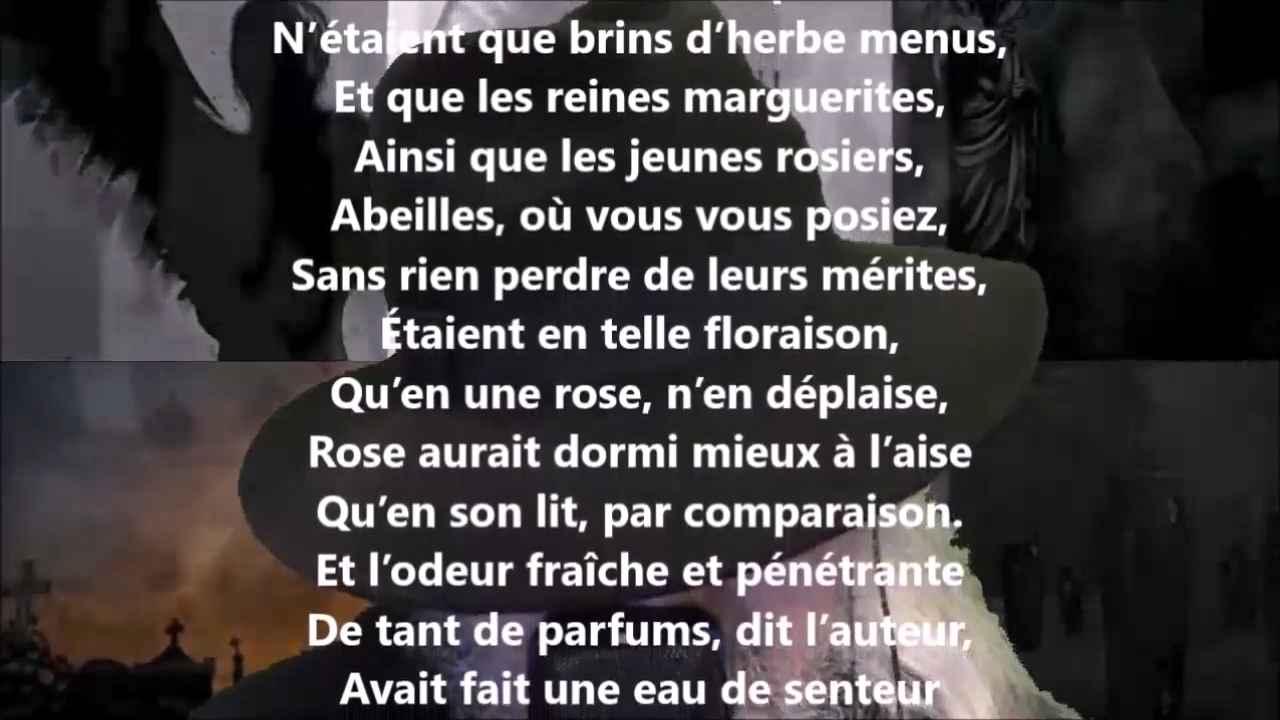 N’étaient que brins d’herbe menus,
Et que les reines marguerites,
Ainsi que les jeunes rosiers,
Abeilles, où vous vous posiez,
Sans rien perdre de leurs mérites,
Étaient en telle floraison,
Qu’en une rose, n’en déplaise,
Rose aurait dormi mieux à l’aise
Qu’en son lit, par comparaison.
Et l’odeur fraîche et pénétrante
De tant de parfums, dit l’auteur,
Avait fait une eau de senteur